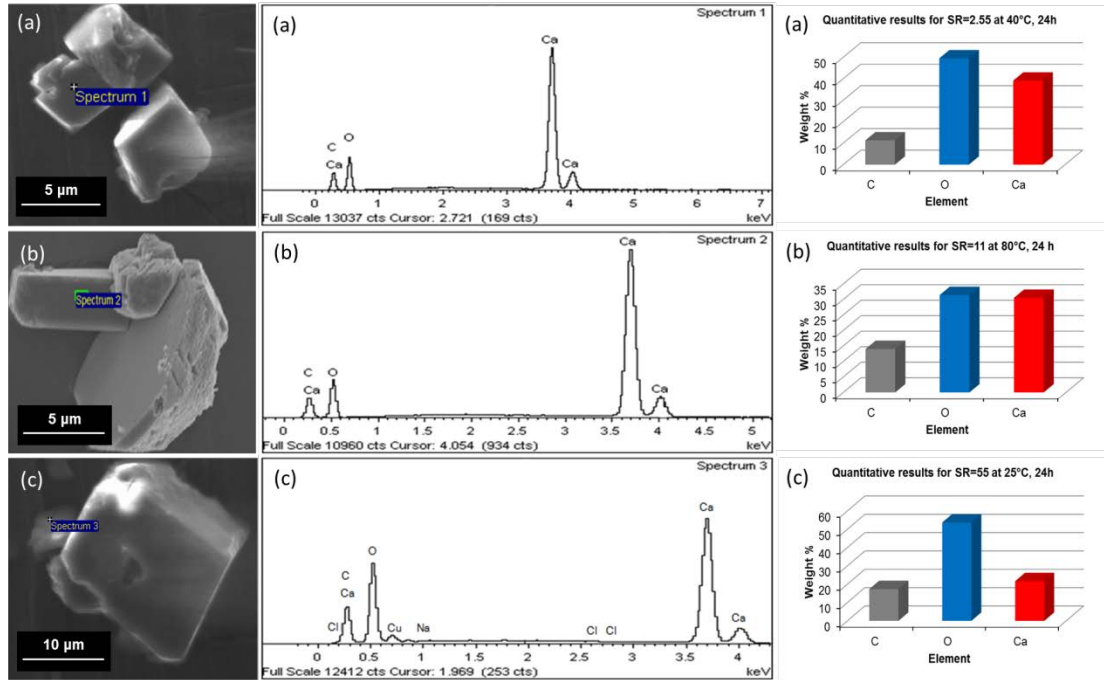 (a)
Spectrum 1
5 µm
(a)
Spectrum 1
Ca
C
O
Ca
Ca
0 1 2 3 4 5 6 7
Full Scale 13037 cts Cursor: 2.721 (169 cts)
keV
(a)
Quantitative results for SR=2.55 at 40°C, 24h
Weight %
50
40
30
20
10
0
C O Ca
Element
(b)
Spectrum 2
5 µm
(b)
Spectrum 2
Ca
C
O
Ca
Ca
0 0.5 1 1.5 2 2.5 3 3.5 4 4.5 5
Full Scale 10960 cts Cursor: 4.054 (934 cts)
keV
(b)
Quantitative results for SR=11 at 80°C, 24 h
Weight %
35
30
25
20
15
10
5
0
C O Ca
Element
(c)
Spectrum 3
10 µm
(c)
Spectrum 3
Ca
O
C
Ca
Cl
Cu
Na
Cl Cl
Ca
0 0.5 1 1.5 2 2.5 3 3.5 4
Full Scale 12412 cts Cursor: 1.969 (253 cts)
keV
(c)
Quantitative results for SR=55 at 25°C, 24h
Weight %
60
50
40
30
20
10
0
C O Ca
Element